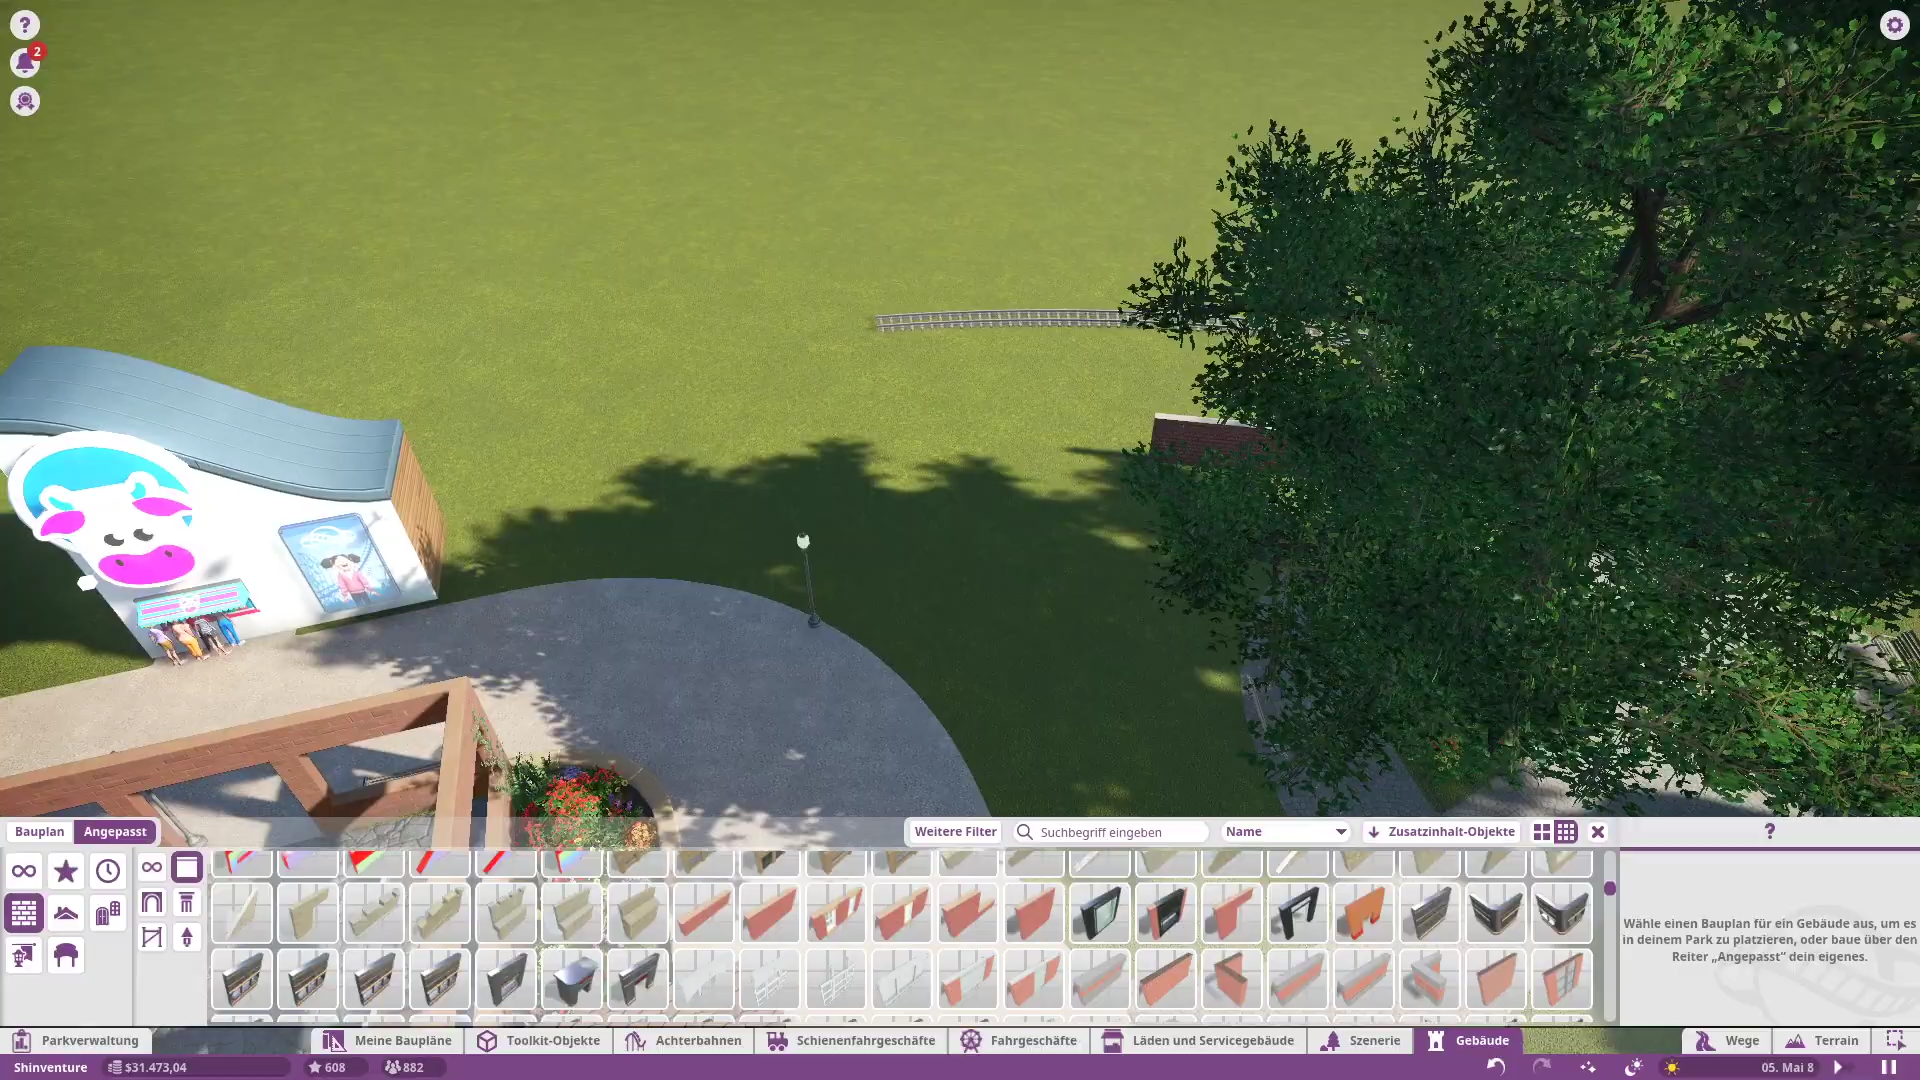 ?
2
Bauplan
Angepasst
Weitere Filter
Suchbegriff eingeben
Name
Zusatzinhalt-Objekte
?
Wähle einen Bauplan für ein Gebäude aus, um es
in deinem Park zu platzieren, oder baue über den
Reiter „Angepasst“ dein eigenes.
Parkverwaltung
Meine Baupläne
Toolkit-Objekte
Achterbahnen
Schienenfahrgeschäfte
Fahrgeschäfte
Läden und Servicegebäude
Szenerie
Gebäude
Wege
Terrain
Shinventure
$31.473,04
608
882
05. Mai 8